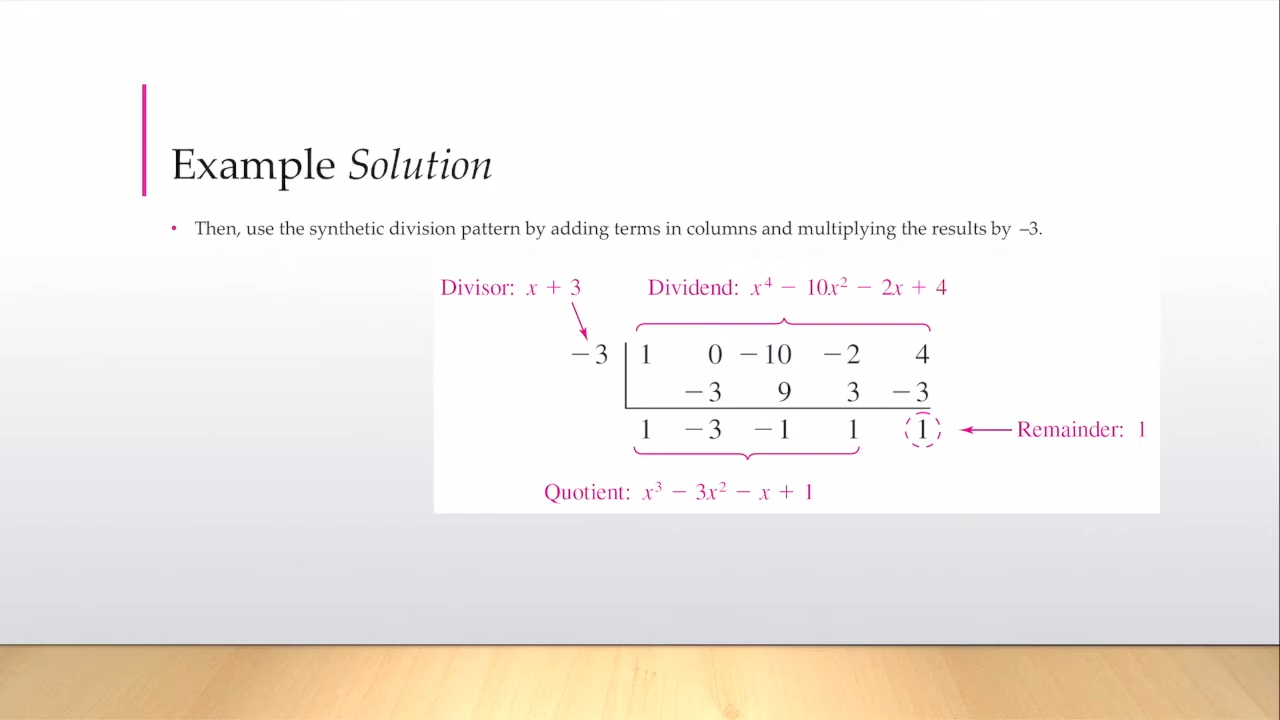 Example Solution
• Then, use the synthetic division pattern by adding terms in columns and multiplying the results by –3.
Divisor: x + 3 Dividend: x⁴ − 10x² − 2x + 4
−3 1 0 −10 −2 4
−3 9 3 −3
1 −3 −1 1 1 Remainder: 1
Quotient: x³ − 3x² − x + 1